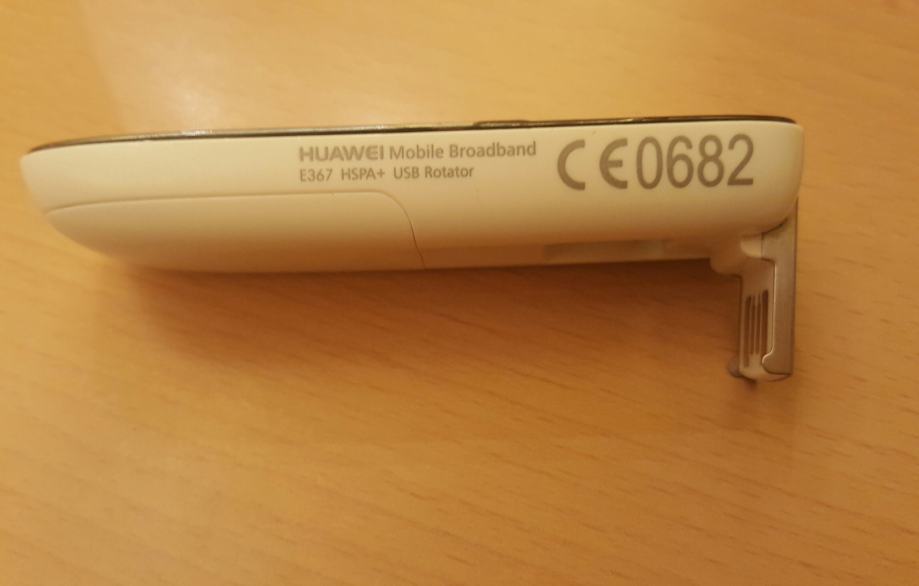 HUAWEI Mobile Broadband
E367 HSPA+ USB Rotator
CE0682